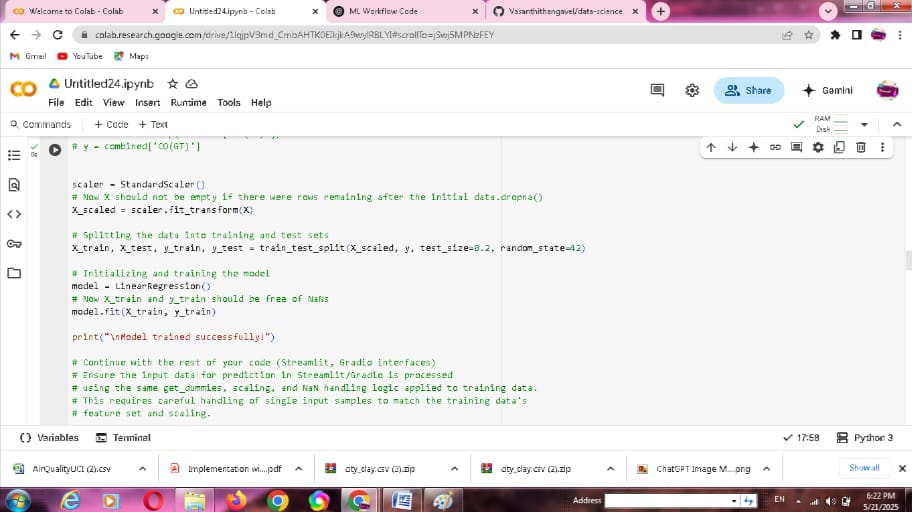 Welcome to Colab - Colab
Untitled24.ipynb - Colab
ML Workflow Code
Vasanthithangavel/data-science
colab.research.google.com/drive/1lqjpV3md_CmbAHTK0EIkjkA9wyIRBLYI#scrollTo=jSwj5MPNzFEY
Gmail
YouTube
Maps
Untitled24.ipynb
File Edit View Insert Runtime Tools Help
Share
Gemini
Commands
+ Code + Text
RAM
Disk
0s
# y = combined['CO(GT)']
scaler = StandardScaler()
# Now X should not be empty if there were rows remaining after the initial data.dropna()
X_scaled = scaler.fit_transform(X)
# Splitting the data into training and test sets
X_train, X_test, y_train, y_test = train_test_split(X_scaled, y, test_size=0.2, random_state=42)
# Initializing and training the model
model = LinearRegression()
# Now X_train and y_train should be free of NaNs
model.fit(X_train, y_train)
print("\nModel trained successfully!")
# Continue with the rest of your code (Streamlit, Gradio interfaces)
# Ensure the input data for prediction in Streamlit/Gradio is processed
# using the same get_dummies, scaling, and NaN handling logic applied to training data.
# This requires careful handling of single input samples to match the training data's
# feature set and scaling.
Variables
Terminal
17:58
Python 3
AirQualityUCI (2).csv
Implementation wi....pdf
city_day.csv (3).zip
city_day.csv (2).zip
ChatGPT Image M....png
Show all
Address
EN
6:22 PM
5/21/2025